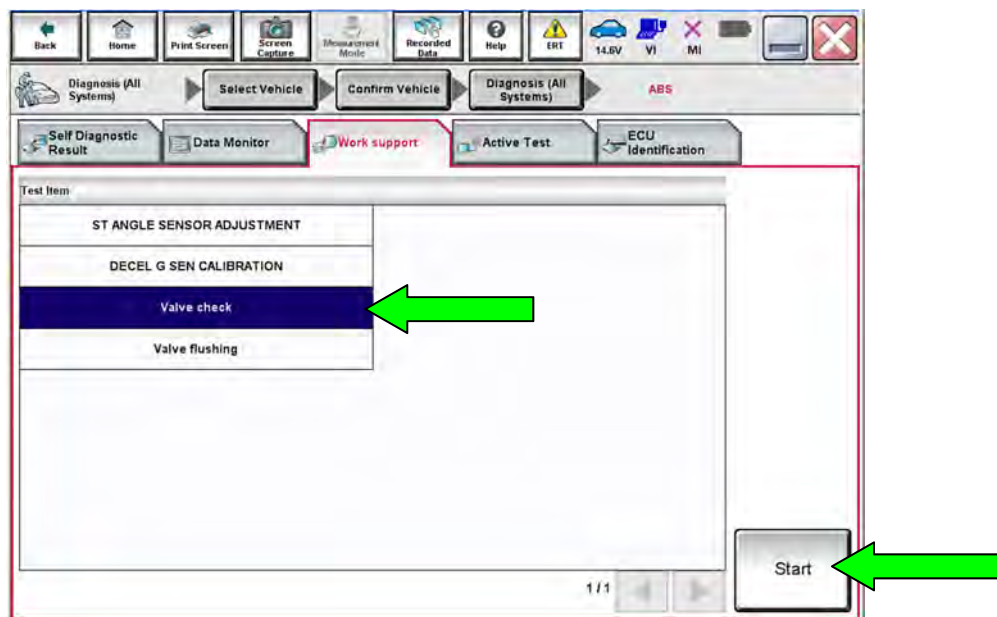 Back
Home
Print Screen
Screen
Capture
Measurement
Mode
Recorded
Data
Help
ERT
14.6V
VI
MI
Diagnosis (All
Systems)
Select Vehicle
Confirm Vehicle
Diagnosis (All
Systems)
ABS
Self Diagnostic
Result
Data Monitor
Work support
Active Test
ECU
Identification
Test Item
ST ANGLE SENSOR ADJUSTMENT
DECEL G SEN CALIBRATION
Valve check
Valve flushing
1/1
Start